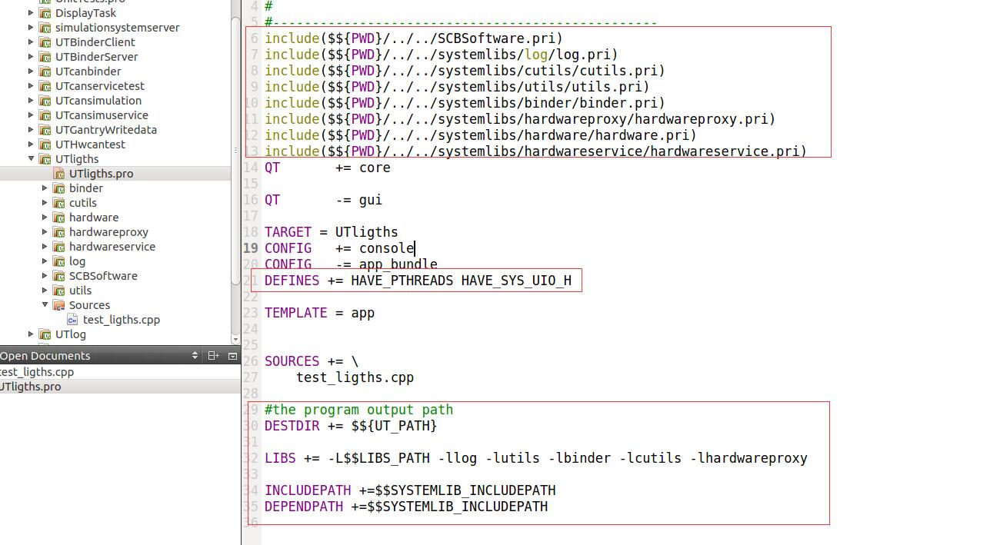 UnitTests.pro
DisplayTask
simulationsystemserver
UTBinderClient
UTBinderServer
UTcanbinder
UTcanservicetest
UTcansimulation
UTcansimuservice
UTGantryWritedata
UTHwcantest
UTligths
UTligths.pro
binder
cutils
hardware
hardwareproxy
hardwareservice
log
SCBSoftware
utils
Sources
test_ligths.cpp
UTlog
Open Documents
test_ligths.cpp
UTligths.pro
4 #
5 #-------------------------------------------------
6 include($${PWD}/../../SCBSoftware.pri)
7 include($${PWD}/../../systemlibs/log/log.pri)
8 include($${PWD}/../../systemlibs/cutils/cutils.pri)
9 include($${PWD}/../../systemlibs/utils/utils.pri)
10 include($${PWD}/../../systemlibs/binder/binder.pri)
11 include($${PWD}/../../systemlibs/hardwareproxy/hardwareproxy.pri)
12 include($${PWD}/../../systemlibs/hardware/hardware.pri)
13 include($${PWD}/../../systemlibs/hardwareservice/hardwareservice.pri)
14 QT       += core
15
16 QT       -= gui
17
18 TARGET = UTligths
19 CONFIG   += console
20 CONFIG   -= app_bundle
21 DEFINES += HAVE_PTHREADS HAVE_SYS_UIO_H
22
23 TEMPLATE = app
24
25
26 SOURCES += \
27     test_ligths.cpp
28
29 #the program output path
30 DESTDIR += $${UT_PATH}
31
32 LIBS += -L$$LIBS_PATH -llog -lutils -lbinder -lcutils -lhardwareproxy
33
34 INCLUDEPATH +=$$SYSTEMLIB_INCLUDEPATH
35 DEPENDPATH +=$$SYSTEMLIB_INCLUDEPATH
36